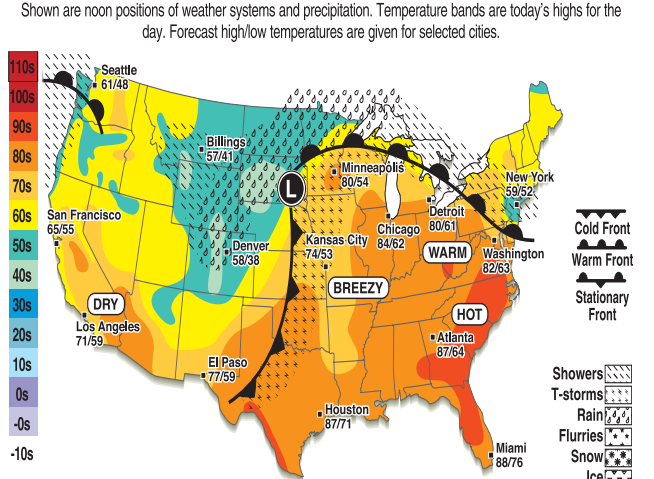 Shown are noon positions of weather systems and precipitation. Temperature bands are today's highs for the
day. Forecast high/low temperatures are given for selected cities.
110s
100s
90s
80s
70s
60s
50s
40s
30s
20s
10s
0s
-0s
-10s
Seattle
61/48
Billings
57/41
Minneapolis
80/54
L
New York
59/52
San Francisco
65/55
Detroit
80/61
Chicago
84/62
Kansas City
74/53
Denver
58/38
Washington
82/63
WARM
BREEZY
DRY
HOT
Los Angeles
71/59
Atlanta
87/64
El Paso
77/59
Houston
87/71
Miami
88/76
Cold Front
Warm Front
Stationary
Front
Showers
T-storms
Rain
Flurries
Snow
Ice